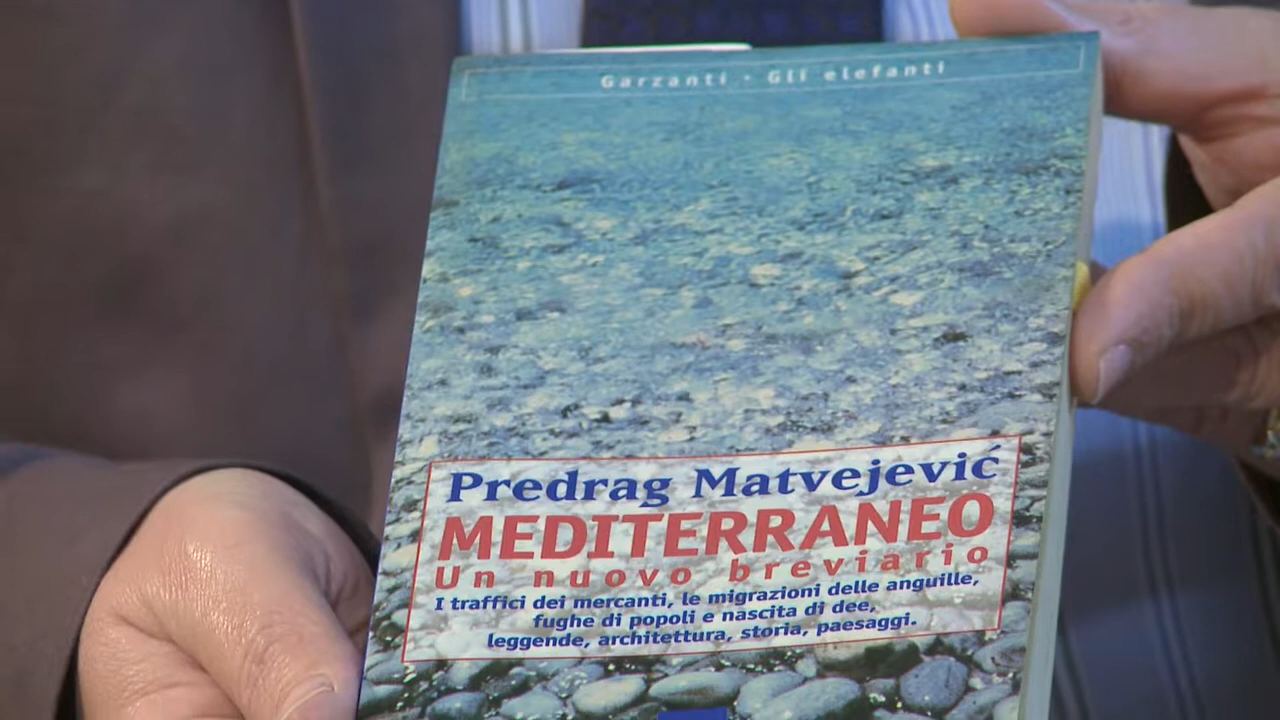 Garzanti · Gli elefanti
Predrag Matvejević
MEDITERRANEO
Un nuovo breviario
I traffici dei mercanti, le migrazioni delle anguille,
fughe di popoli e nascita di dee,
leggende, architettura, storia, paesaggi.